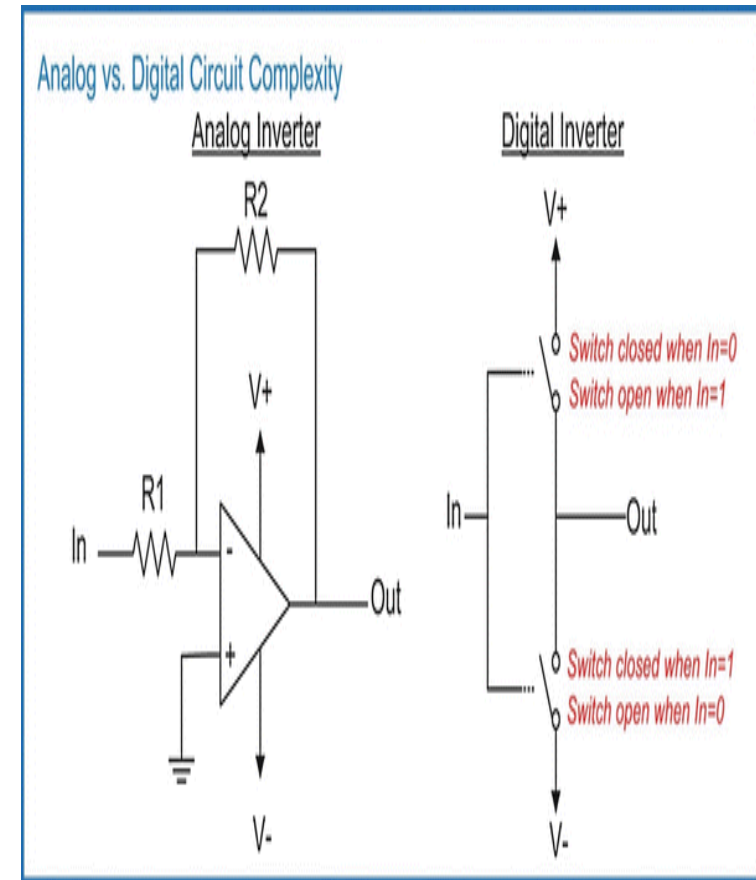 Analog vs. Digital Circuit Complexity
Analog Inverter
R2
V+
R1
In
-
+
Out
V-
Digital Inverter
V+
Switch closed when In=0
Switch open when In=1
In
Out
Switch closed when In=1
Switch open when In=0
V-